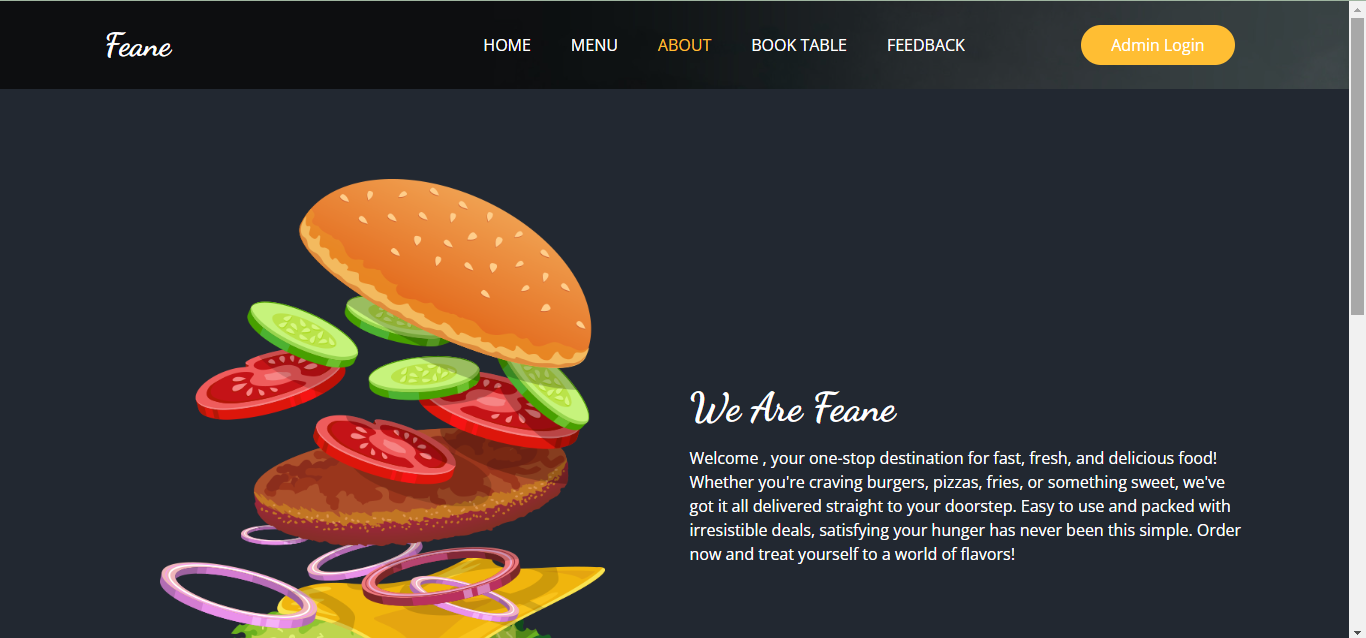 Feane
HOME MENU ABOUT BOOK TABLE FEEDBACK
Admin Login
We Are Feane
Welcome , your one-stop destination for fast, fresh, and delicious food!
Whether you're craving burgers, pizzas, fries, or something sweet, we've
got it all delivered straight to your doorstep. Easy to use and packed with
irresistible deals, satisfying your hunger has never been this simple. Order
now and treat yourself to a world of flavors!